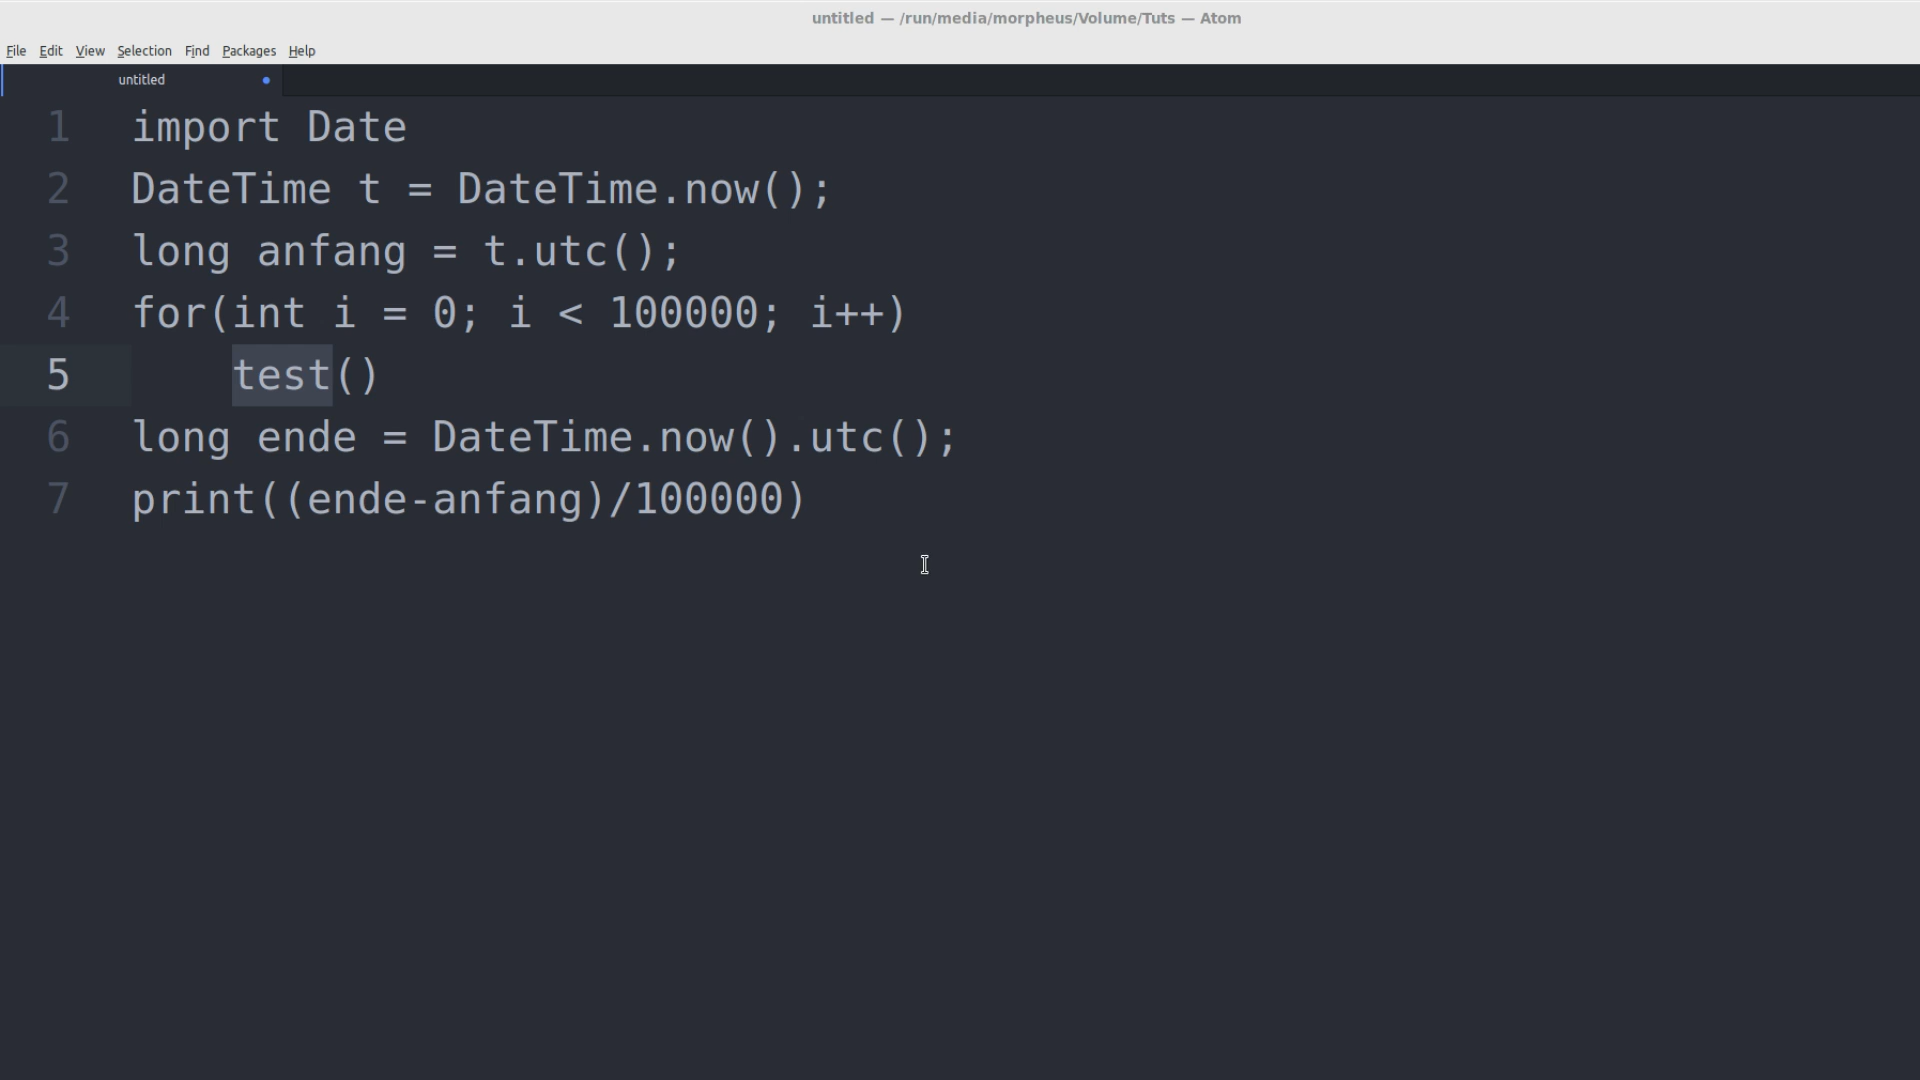 untitled — /run/media/morpheus/Volume/Tuts — Atom
File Edit View Selection Find Packages Help
untitled
1 import Date
2 DateTime t = DateTime.now();
3 long anfang = t.utc();
4 for(int i = 0; i < 100000; i++)
5     test()
6 long ende = DateTime.now().utc();
7 print((ende-anfang)/100000)